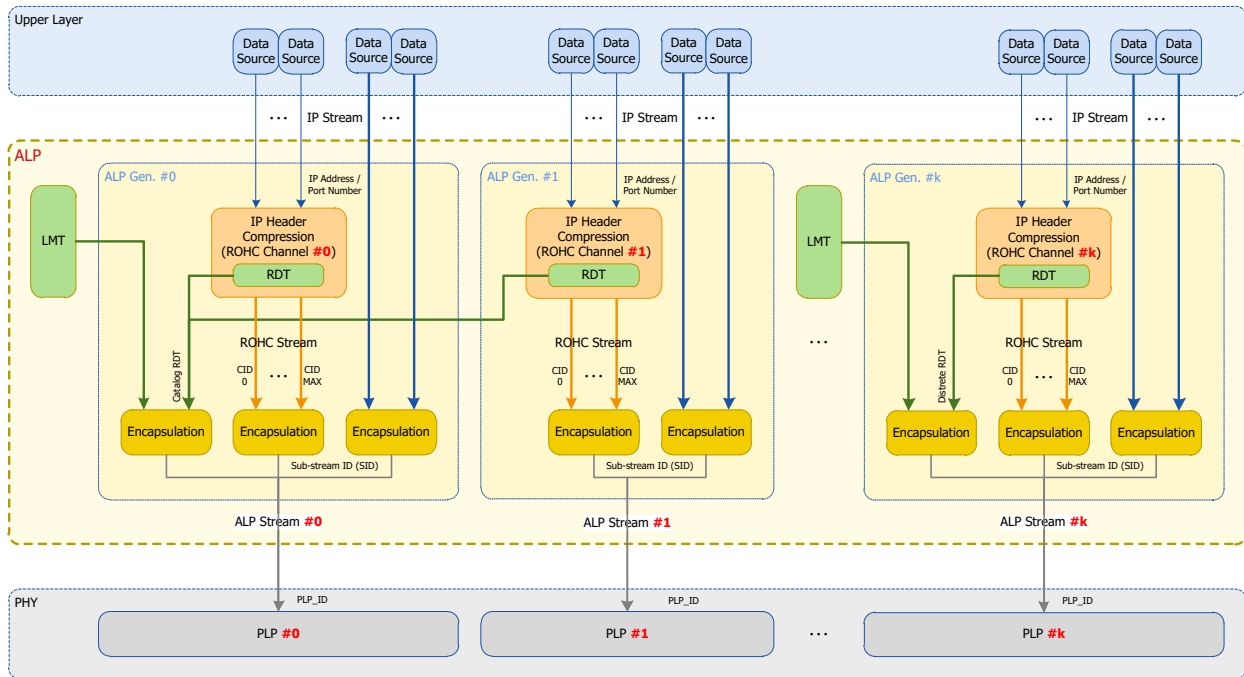 Upper Layer
Data Source
Data Source
Data Source
Data Source
Data Source
Data Source
Data Source
Data Source
Data Source
Data Source
Data Source
Data Source
... IP Stream ...
... IP Stream ...
... IP Stream ...
ALP
ALP Gen. #0
ALP Gen. #1
ALP Gen. #k
IP Address /
Port Number
IP Address /
Port Number
IP Address /
Port Number
LMT
IP Header
Compression
(ROHC Channel #0)
RDT
IP Header
Compression
(ROHC Channel #1)
RDT
LMT
IP Header
Compression
(ROHC Channel #k)
RDT
ROHC Stream
ROHC Stream
...
ROHC Stream
Catalog RDT
CID
0
...
CID
MAX
CID
0
...
CID
MAX
Distrete RDT
CID
0
...
CID
MAX
Encapsulation
Encapsulation
Encapsulation
Encapsulation
Encapsulation
Encapsulation
Encapsulation
Encapsulation
Sub-stream ID (SID)
Sub-stream ID (SID)
Sub-stream ID (SID)
ALP Stream #0
ALP Stream #1
ALP Stream #k
PHY
PLP_ID
PLP_ID
PLP_ID
PLP #0
PLP #1
...
PLP #k